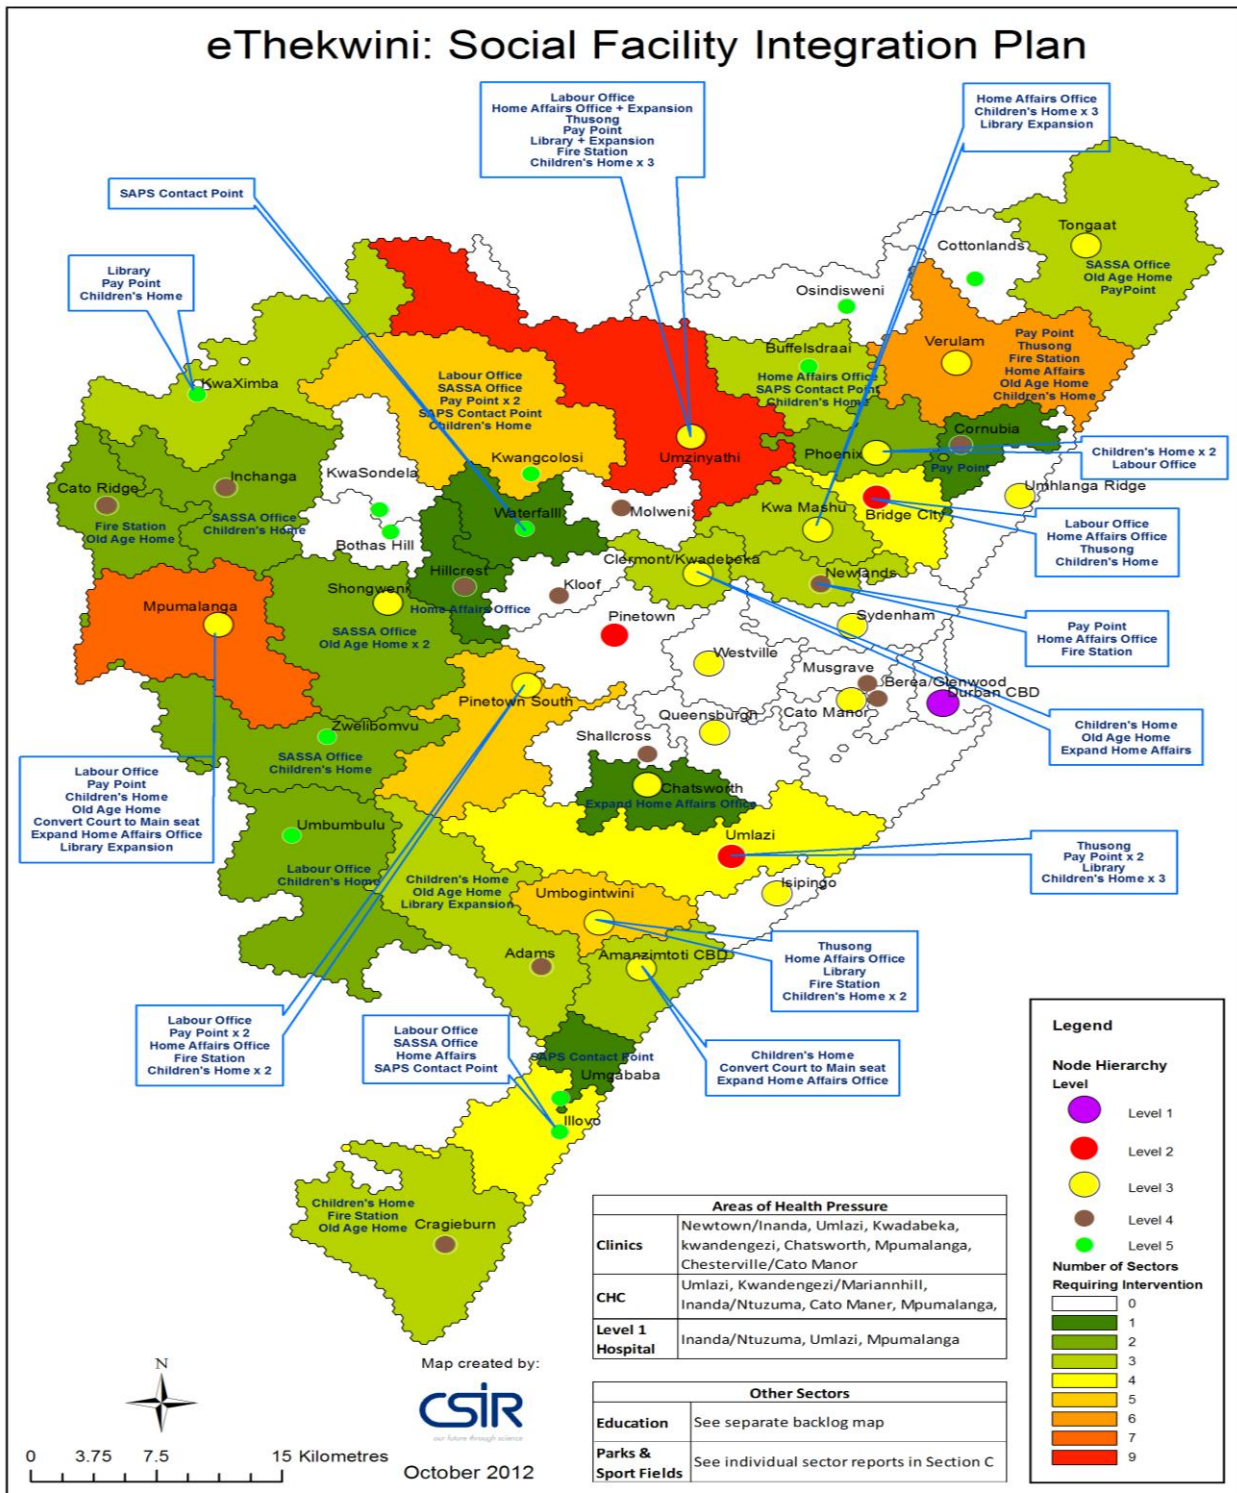 eThekwini: Social Facility Integration Plan
Labour Office
Home Affairs Office + Expansion
Thusong
Pay Point
Library + Expansion
Fire Station
Children's Home x 3
Home Affairs Office
Children's Home x 3
Library Expansion
SAPS Contact Point
Library
Pay Point
Children's Home
Tongaat
SASSA Office
Old Age Home
PayPoint
Cottonlands
Osindisweni
Verulam
Pay Point
Thusong
Fire Station
Home Affairs
Old Age Home
Children's Home
Buffelsdraai
Home Affairs Office
SAPS Contact Point
Children's Home
KwaXimba
Labour Office
SASSA Office
Pay Point x 2
SAPS Contact Point
Children's Home
Kwangcolosi
Umzinyathi
Phoenix
Cornubia
Pay Point
Children's Home x 2
Labour Office
Umhlanga Ridge
KwaSondela
Inchanga
SASSA Office
Children's Home
Cato Ridge
Fire Station
Old Age Home
Bothas Hill
Waterfalll
Molweni
Kwa Mashu
Bridge City
Labour Office
Home Affairs Office
Thusong
Children's Home
Clermont/Kwadebeka
Newlands
Hillcrest
Home Affairs Office
Kloof
Shongweni
SASSA Office
Old Age Home x 2
Mpumalanga
Pinetown
Sydenham
Pay Point
Home Affairs Office
Fire Station
Westville
Musgrave
Berea/Glenwood
Durban CBD
Cato Manor
Pinetown South
Queensburgh
Children's Home
Old Age Home
Expand Home Affairs
Zwelibomvu
SASSA Office
Children's Home
Shallcross
Chatsworth
Expand Home Affairs Office
Labour Office
Pay Point
Children's Home
Old Age Home
Convert Court to Main seat
Expand Home Affairs Office
Library Expansion
Umbumbulu
Labour Office
Children's Home
Umlazi
Thusong
Pay Point x 2
Library
Children's Home x 3
Isipingo
Children's Home
Old Age Home
Library Expansion
Adams
Umbogintwini
Amanzimtoti CBD
Thusong
Home Affairs Office
Library
Fire Station
Children's Home x 2
Labour Office
Pay Point x 2
Home Affairs Office
Fire Station
Children's Home x 2
Labour Office
SASSA Office
Home Affairs
SAPS Contact Point
SAPS Contact Point
Umgababa
Illovo
Children's Home
Convert Court to Main seat
Expand Home Affairs Office
Children's Home
Fire Station
Old Age Home
Cragieburn
Legend
Node Hierarchy
Level
Level 1
Level 2
Level 3
Level 4
Level 5
Number of Sectors
Requiring Intervention
0
1
2
3
4
5
6
7
9
Areas of Health Pressure
Clinics
Newtown/Inanda, Umlazi, Kwadabeka,
kwandengezi, Chatsworth, Mpumalanga,
Chesterville/Cato Manor
CHC
Umlazi, Kwandengezi/Mariannhill,
Inanda/Ntuzuma, Cato Maner, Mpumalanga,
Level 1
Hospital
Inanda/Ntuzuma, Umlazi, Mpumalanga
Other Sectors
Education
See separate backlog map
Parks &
Sport Fields
See individual sector reports in Section C
N
0 3.75 7.5 15 Kilometres
Map created by:
CSIR
our future through science
October 2012